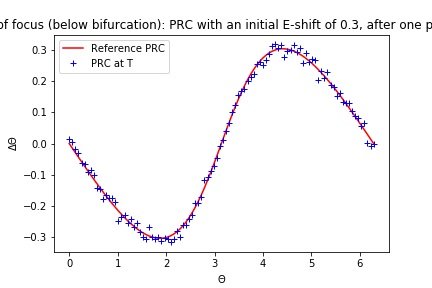 of focus (below bifurcation): PRC with an initial E-shift of 0.3, after one p
Reference PRC
PRC at T
0.3
0.2
0.1
0.0
−0.1
−0.2
−0.3
ΔΘ
0 1 2 3 4 5 6
Θ